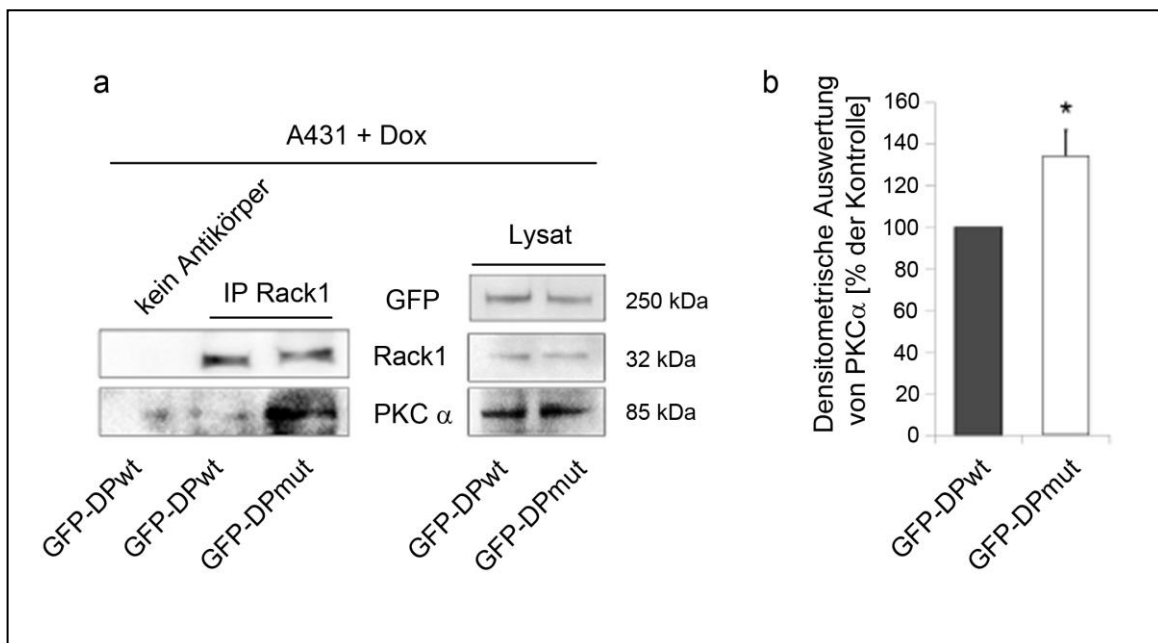 a
A431 + Dox
kein Antikörper
IP Rack1
Lysat
GFP
250 kDa
Rack1
32 kDa
PKC α
85 kDa
GFP-DPwt
GFP-DPwt
GFP-DPmut
GFP-DPwt
GFP-DPmut
b
Densitometrische Auswertung
von PKCα [% der Kontrolle]
160
140
120
100
80
60
40
20
0
*
GFP-DPwt
GFP-DPmut